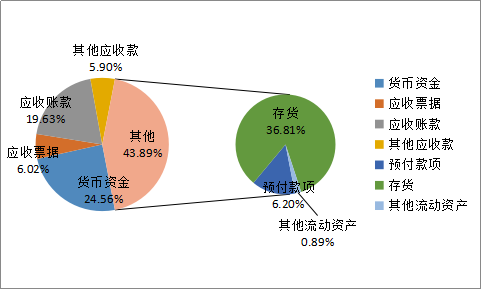 其他应收款
5.90%
应收账款
19.63%
其他
43.89%
应收票据
6.02%
货币资金
24.56%
存货
36.81%
预付款项
6.20%
其他流动资产
0.89%
货币资金
应收票据
应收账款
其他应收款
预付款项
存货
其他流动资产